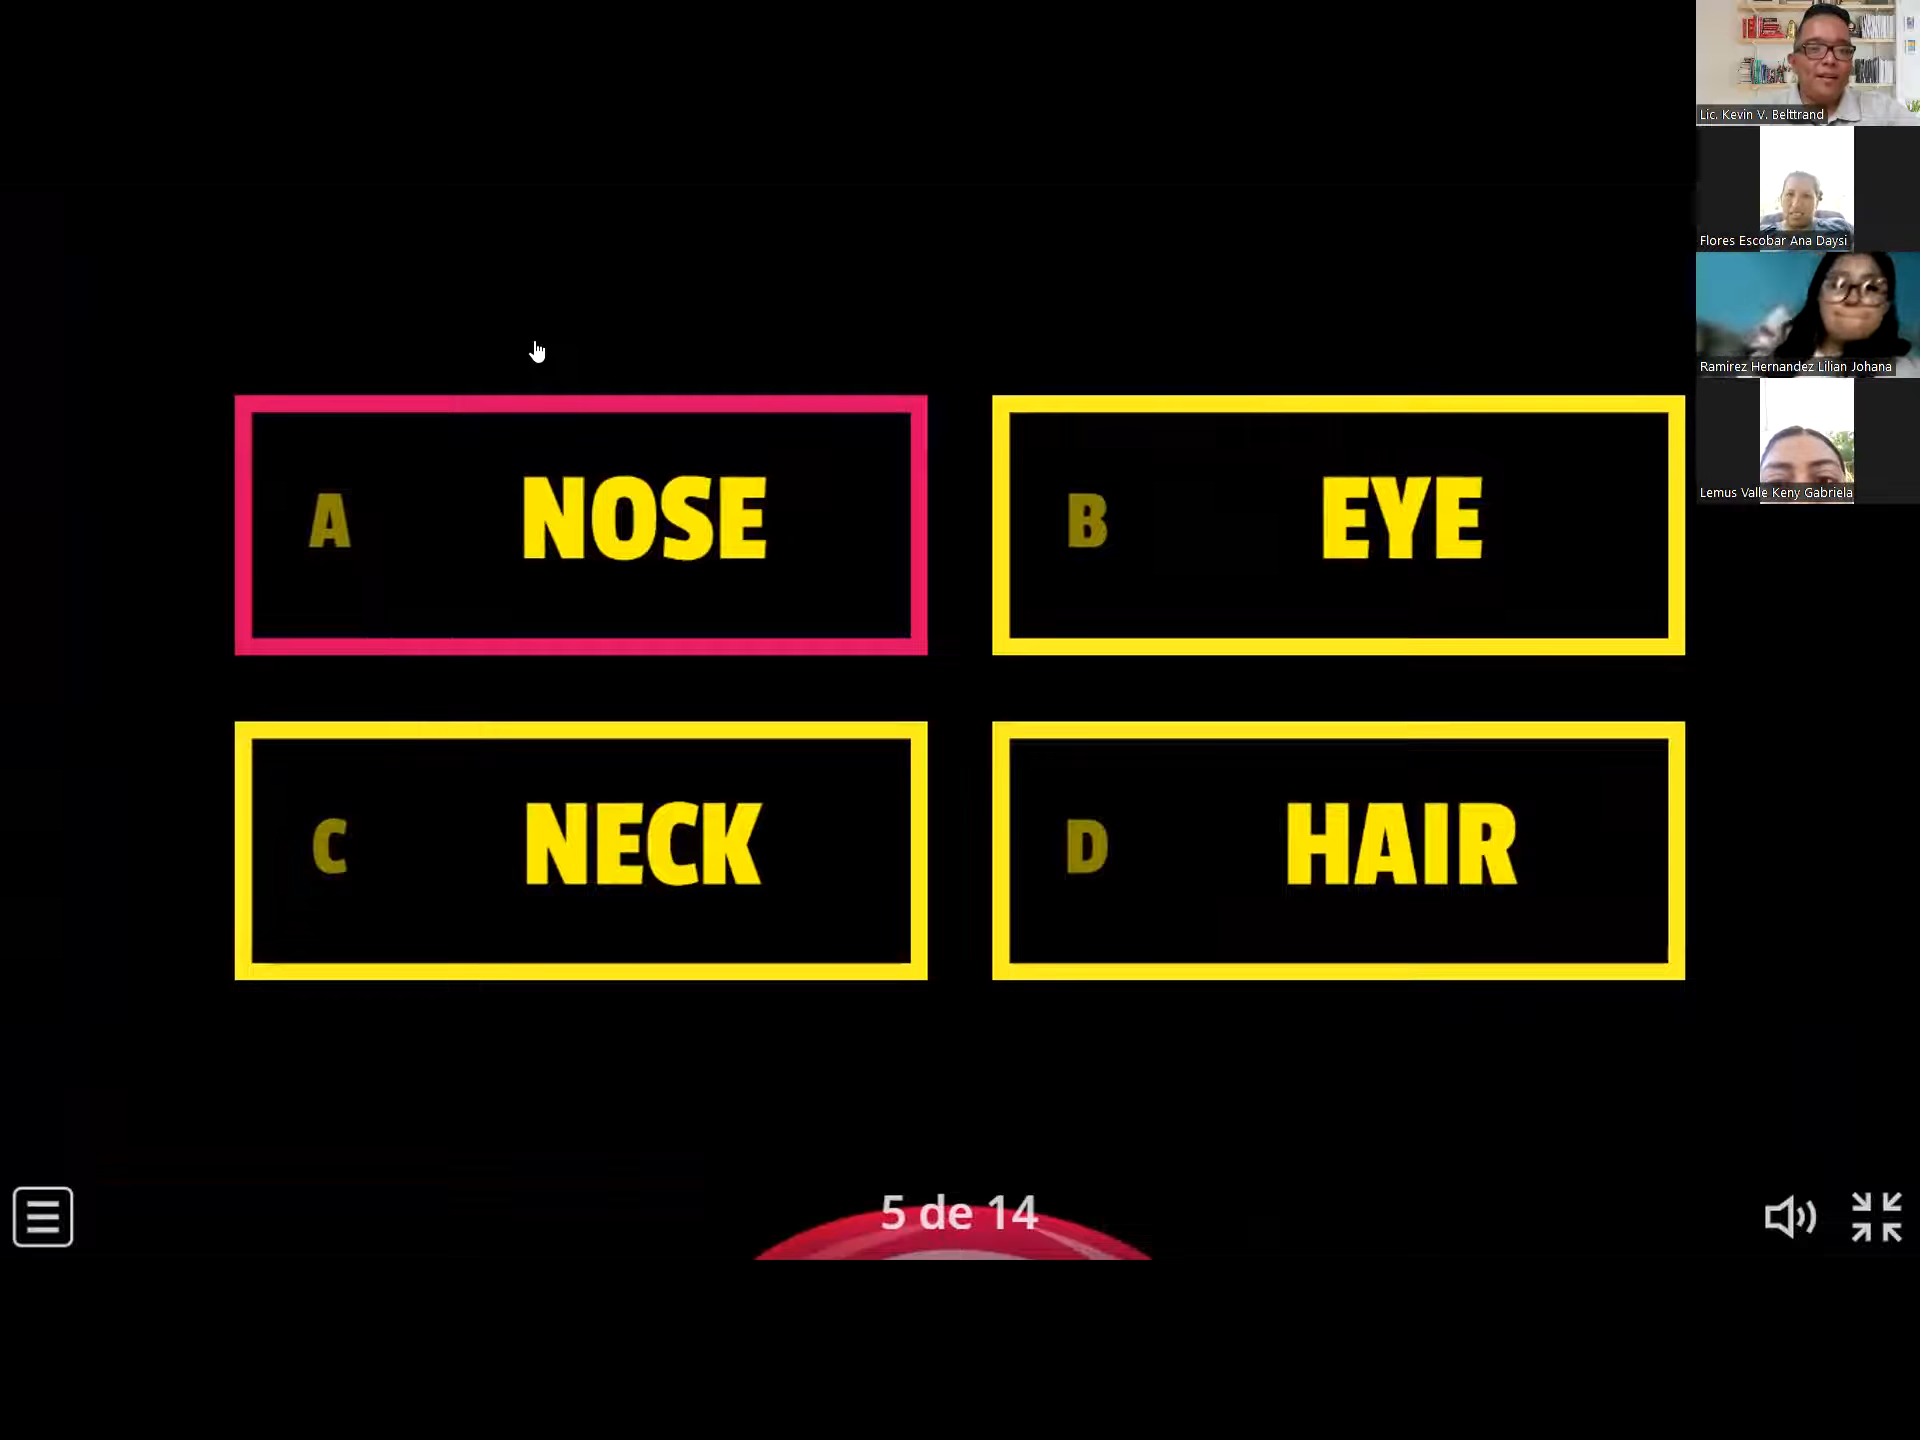 Lic. Kevin V. Belttrand
Flores Escobar Ana Daysi
Ramirez Hernandez Lilian Johana
Lemus Valle Keny Gabriela
A NOSE
B EYE
C NECK
D HAIR
5 de 14